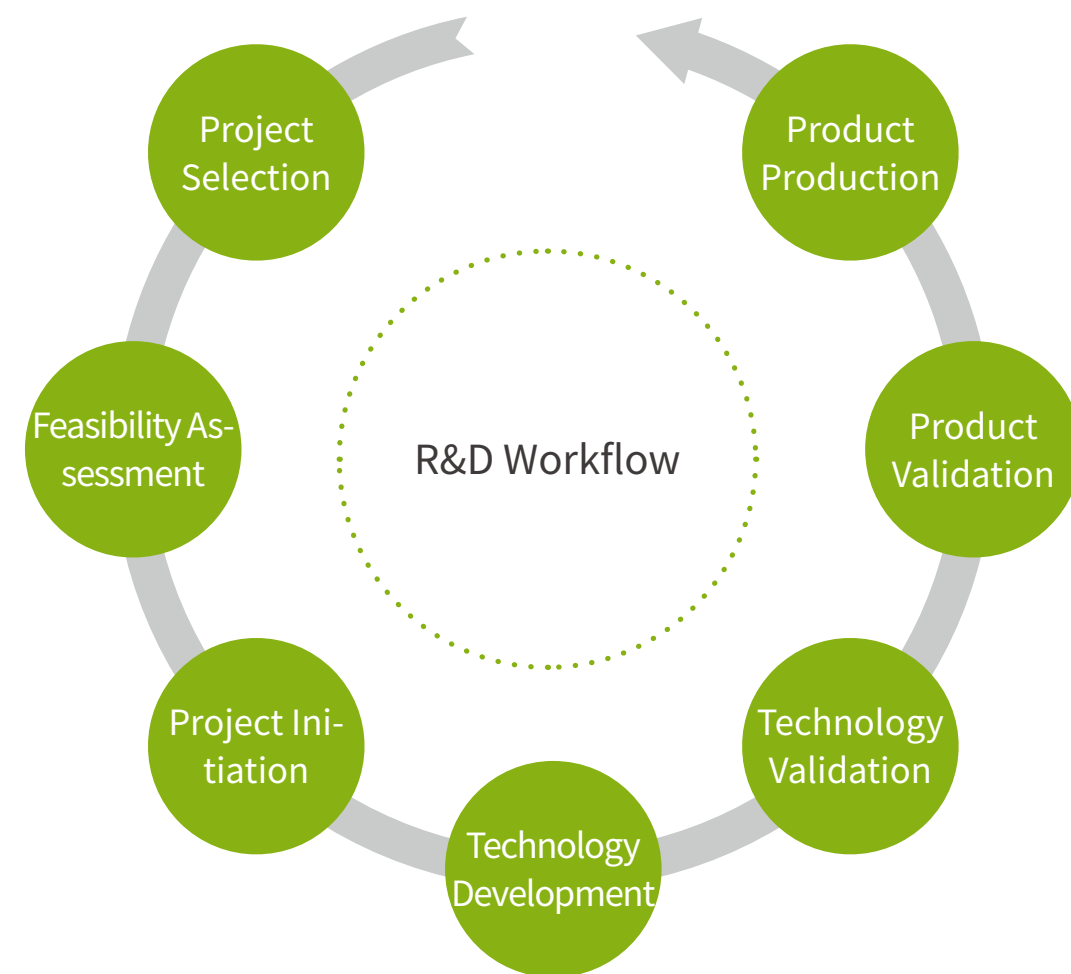 Project
Selection
Feasibility As-
sessment
Project Ini-
tiation
Technology
Development
Technology
Validation
Product
Validation
Product
Production
R&D Workflow